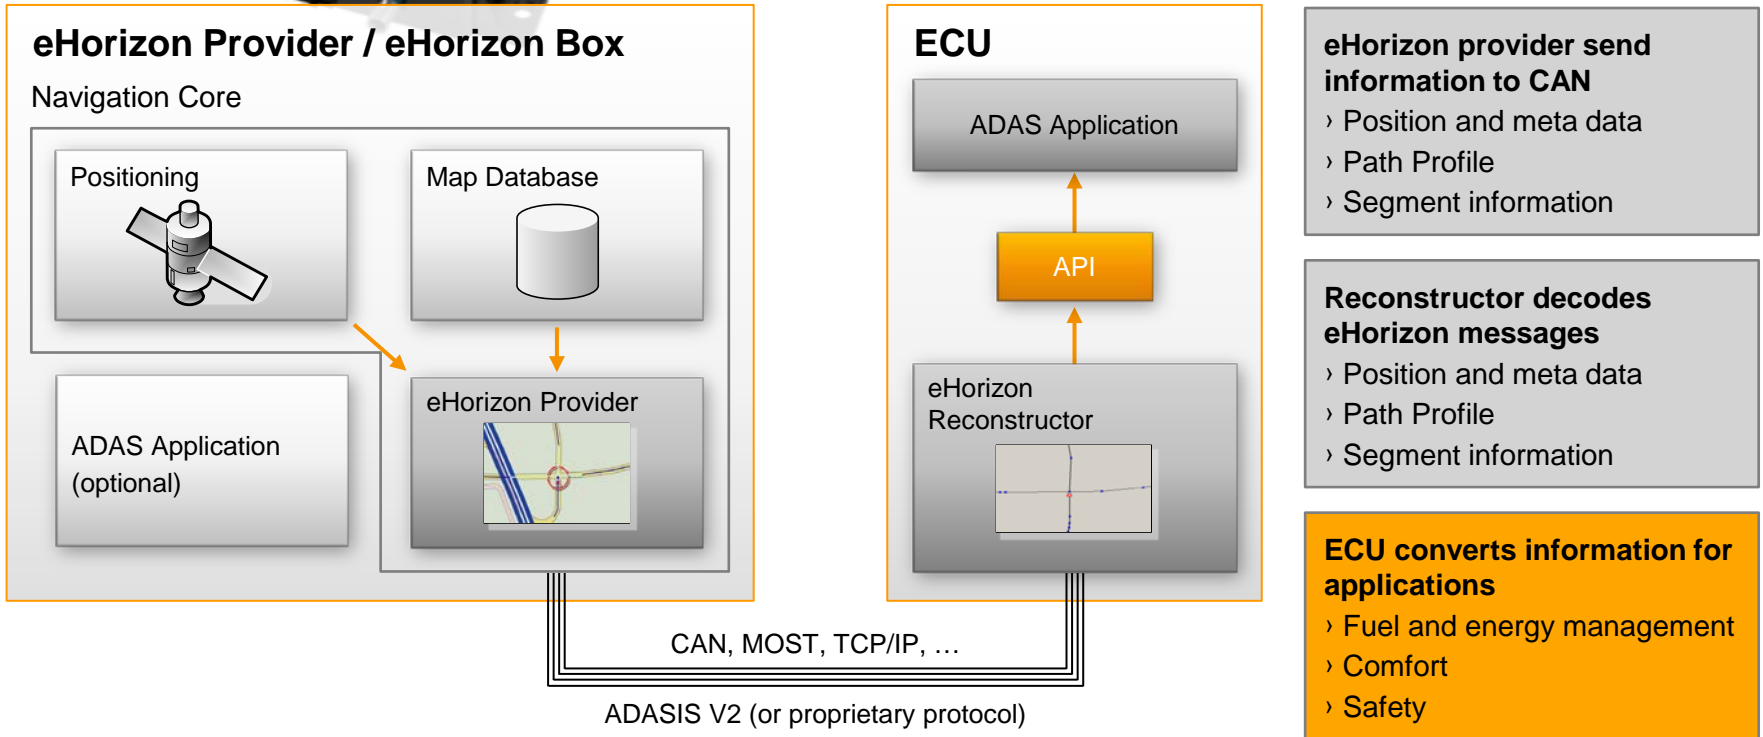 eHorizon Provider / eHorizon Box
Navigation Core
Positioning
Map Database
ADAS Application
(optional)
eHorizon Provider
ECU
ADAS Application
API
eHorizon
Reconstructor
CAN, MOST, TCP/IP, …
ADASIS V2 (or proprietary protocol)
eHorizon provider send
information to CAN
› Position and meta data
› Path Profile
› Segment information
Reconstructor decodes
eHorizon messages
› Position and meta data
› Path Profile
› Segment information
ECU converts information for
applications
› Fuel and energy management
› Comfort
› Safety